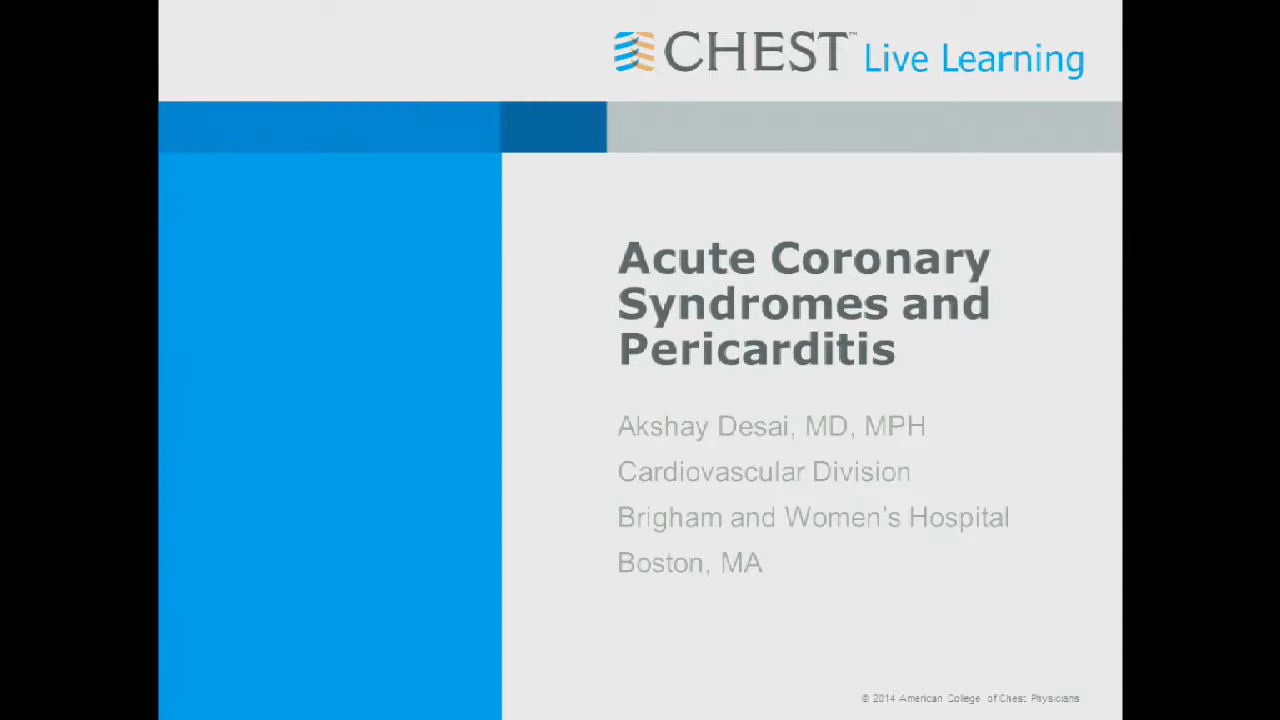 CHEST™ Live Learning
Acute Coronary
Syndromes and
Pericarditis
Akshay Desai, MD, MPH
Cardiovascular Division
Brigham and Women's Hospital
Boston, MA
© 2014 American College of Chest Physicians